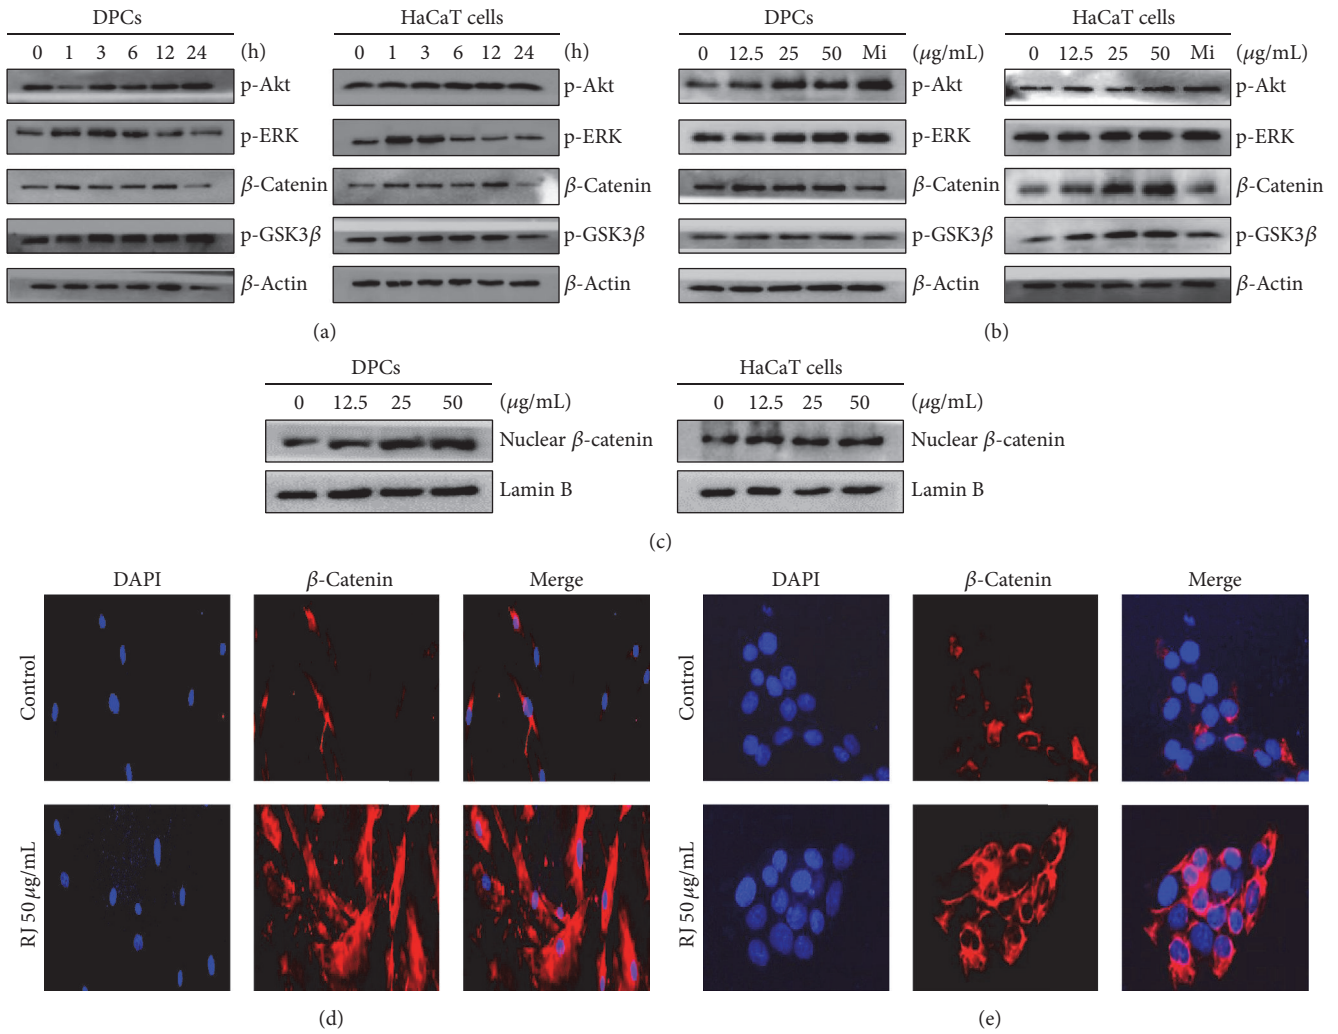 DPCs HaCaT cells DPCs HaCaT cells
0 1 3 6 12 24 (h) 0 1 3 6 12 24 (h) 0 12.5 25 50 Mi (μg/mL) 0 12.5 25 50 Mi (μg/mL)
p-Akt p-Akt p-Akt p-Akt
p-ERK p-ERK p-ERK p-ERK
β-Catenin β-Catenin β-Catenin β-Catenin
p-GSK3β p-GSK3β p-GSK3β p-GSK3β
β-Actin β-Actin β-Actin β-Actin
(a) (b)
DPCs HaCaT cells
0 12.5 25 50 (μg/mL) 0 12.5 25 50 (μg/mL)
Nuclear β-catenin Nuclear β-catenin
Lamin B Lamin B
(c)
DAPI β-Catenin Merge DAPI β-Catenin Merge
Control Control
RJ 50 μg/mL RJ 50 μg/mL
(d) (e)